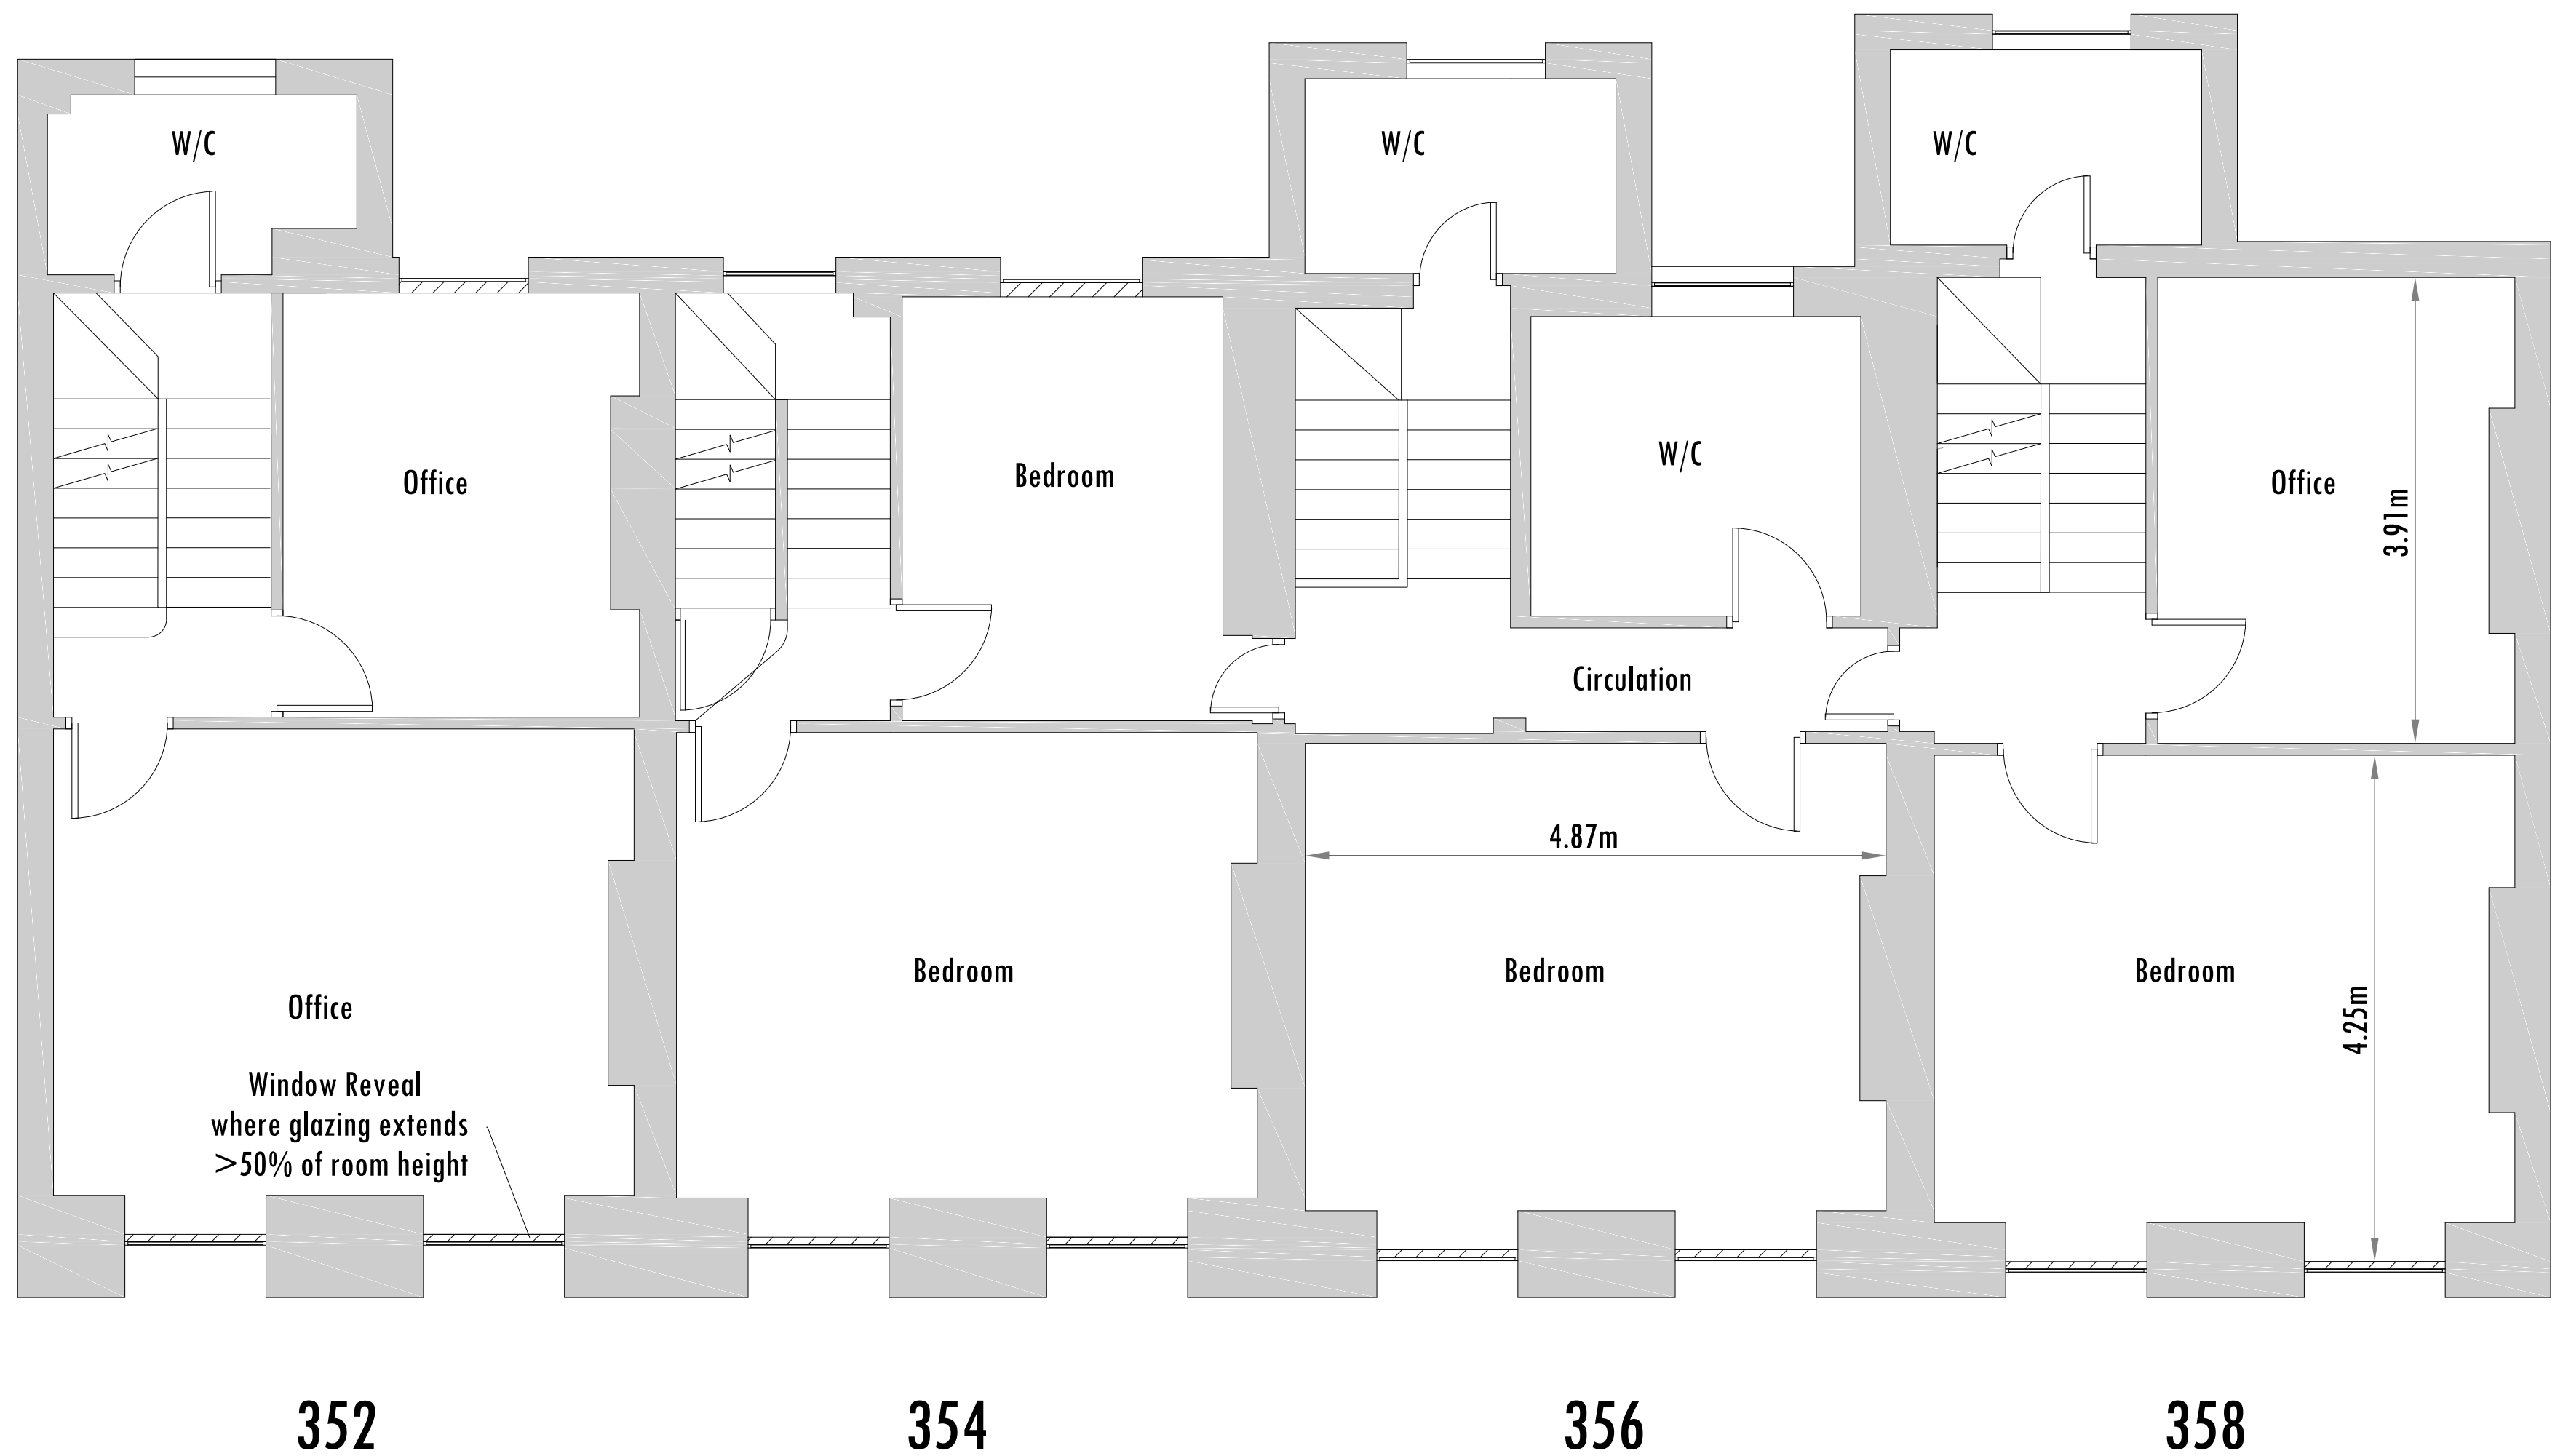 W/C
W/C
W/C
Office
Bedroom
W/C
Office
3.91m
Circulation
4.87m
Office
Bedroom
Bedroom
Bedroom
4.25m
Window Reveal
where glazing extends
>50% of room height
352
354
356
358